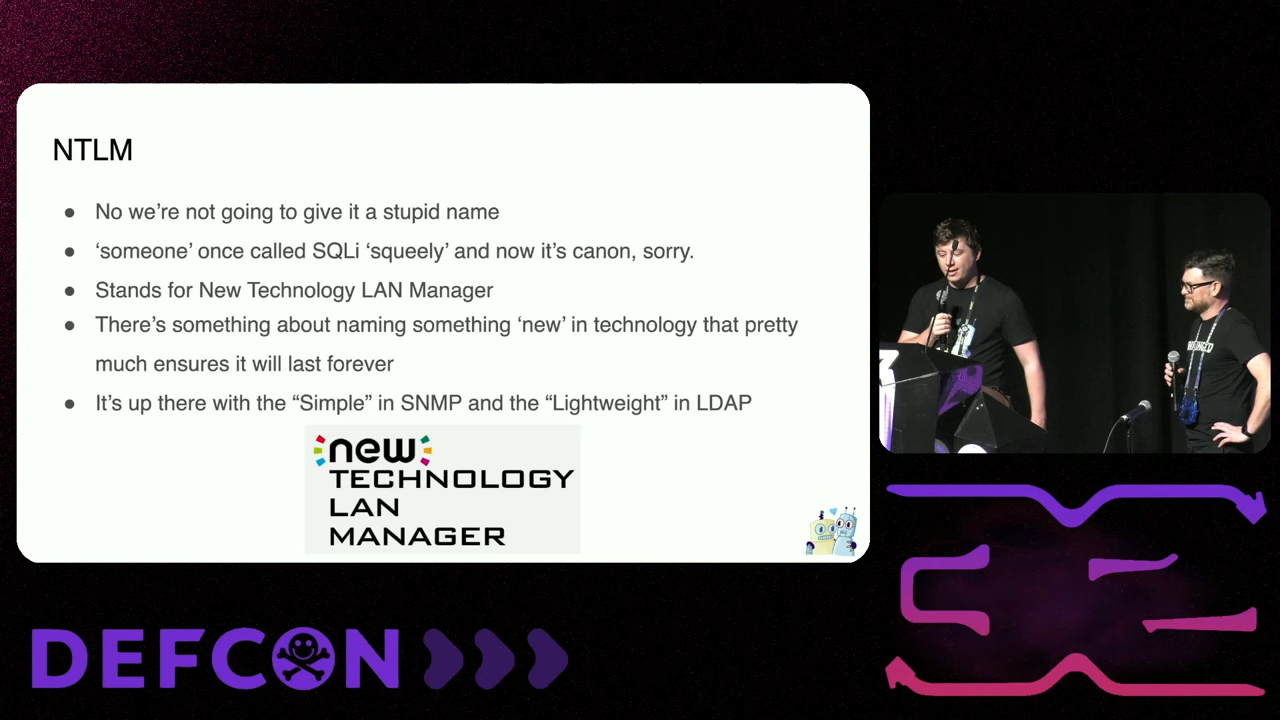 NTLM
● No we’re not going to give it a stupid name
● ‘someone’ once called SQLi ‘squeely’ and now it’s canon, sorry.
● Stands for New Technology LAN Manager
● There’s something about naming something ‘new’ in technology that pretty
much ensures it will last forever
● It’s up there with the “Simple” in SNMP and the “Lightweight” in LDAP
new
TECHNOLOGY
LAN
MANAGER
DEFCON